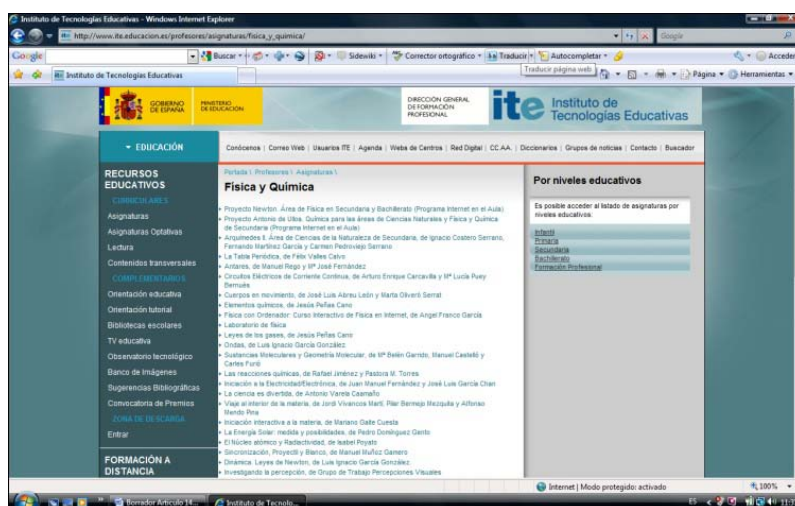 Instituto de Tecnologías Educativas - Windows Internet Explorer
http://www.ite.educacion.es/profesores/asignaturas/fisica_y_quimica/
Google
Google
Buscar
Sidewiki
Corrector ortográfico
Traducir
Autocompletar
Acceder
Instituto de Tecnologías Educativas
Traducir página web
Página
Herramientas
GOBIERNO DE ESPAÑA
MINISTERIO DE EDUCACIÓN
DIRECCIÓN GENERAL
DE FORMACIÓN
PROFESIONAL
ite Instituto de
Tecnologías Educativas
EDUCACIÓN
Conócenos | Correo Web | Usuarios ITE | Agenda | Webs de Centros | Red Digital | CC.AA. | Diccionarios | Grupos de noticias | Contacto | Buscador
RECURSOS
EDUCATIVOS
CURRICULARES
Asignaturas
Asignaturas Optativas
Lectura
Contenidos transversales
COMPLEMENTARIOS
Orientación educativa
Orientación tutorial
Bibliotecas escolares
TV educativa
Observatorio tecnológico
Banco de Imágenes
Sugerencias Bibliográficas
Convocatoria de Premios
ZONA DE DESCARGA
Entrar
FORMACIÓN A
DISTANCIA
Portada \ Profesores \ Asignaturas \
Física y Química
Proyecto Newton. Área de Física en Secundaria y Bachillerato (Programa Internet en el Aula)
Proyecto Antonio de Ulloa. Química para las áreas de Ciencias Naturales y Física y Química
de Secundaria (Programa Internet en el Aula)
Arquímedes II. Área de Ciencias de la Naturaleza de Secundaria, de Ignacio Costero Serrano,
Fernando Martínez García y Carmen Pedroviejo Serrano
La Tabla Periódica, de Félix Valles Calvo
Antares, de Manuel Rego y Mª José Fernández
Circuitos Eléctricos de Corriente Continua, de Arturo Enrique Carcavilla y Mª Lucía Puey
Bernués
Cuerpos en movimiento, de José Luis Abreu León y Marta Oliveró Serrat
Elementos químicos, de Jesús Peñas Cano
Física con Ordenador: Curso Interactivo de Física en Internet, de Angel Franco García
Laboratorio de física
Leyes de los gases, de Jesús Peñas Cano
Ondas, de Luis Ignacio García González
Sustancias Moleculares y Geometría Molecular, de Mª Belén Garrido, Manuel Castelló y
Carles Furió
Las reacciones químicas, de Rafael Jiménez y Pastora M. Torres
Iniciación a la Electricidad/Electrónica, de Juan Manuel Fernández y José Luis García Chan
La ciencia es divertida, de Antonio Varela Caamaño
Viaje al interior de la materia, de Jordi Vivancos Martí, Pilar Bermejo Mezquita y Alfonso
Mendo Pina
Iniciación interactiva a la materia, de Mariano Gaite Cuesta
La Energía Solar: medida y posibilidades, de Pedro Domínguez Gento
El Núcleo atómico y Radiactividad, de Isabel Poyato
Sincronización, Proyectil y Blanco, de Manuel Muñoz Gamero
Dinámica. Leyes de Newton, de Luis Ignacio García González.
Investigando la percepción, de Grupo de Trabajo Percepciones Visuales
Por niveles educativos
Es posible acceder al listado de asignaturas por
niveles educativos:
Infantil
Primaria
Secundaria
Bachillerato
Formación Profesional
Internet | Modo protegido: activado
100%
Borrador Articulo 14...
Instituto de Tecnolo...
ES